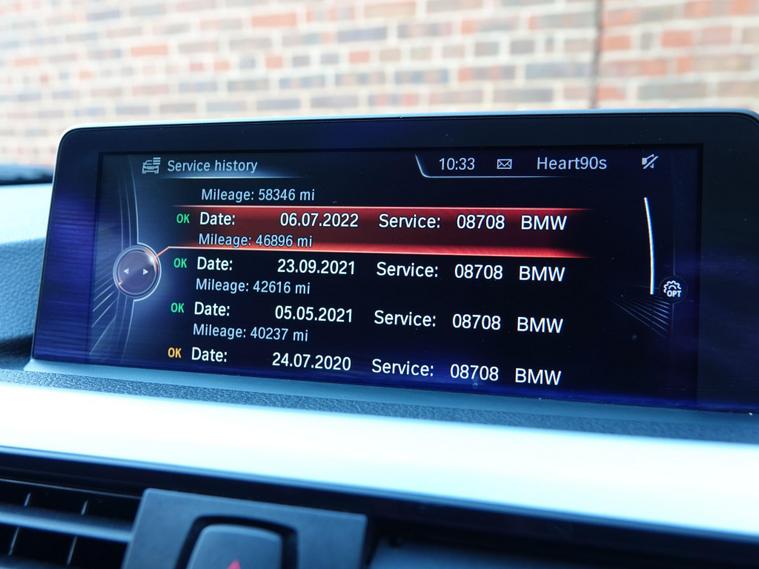 Service history 10:33 Heart90s
Mileage: 58346 mi
OK Date: 06.07.2022 Service: 08708 BMW
Mileage: 46896 mi
OK Date: 23.09.2021 Service: 08708 BMW
Mileage: 42616 mi
OK Date: 05.05.2021 Service: 08708 BMW
Mileage: 40237 mi
OK Date: 24.07.2020 Service: 08708 BMW
OPT